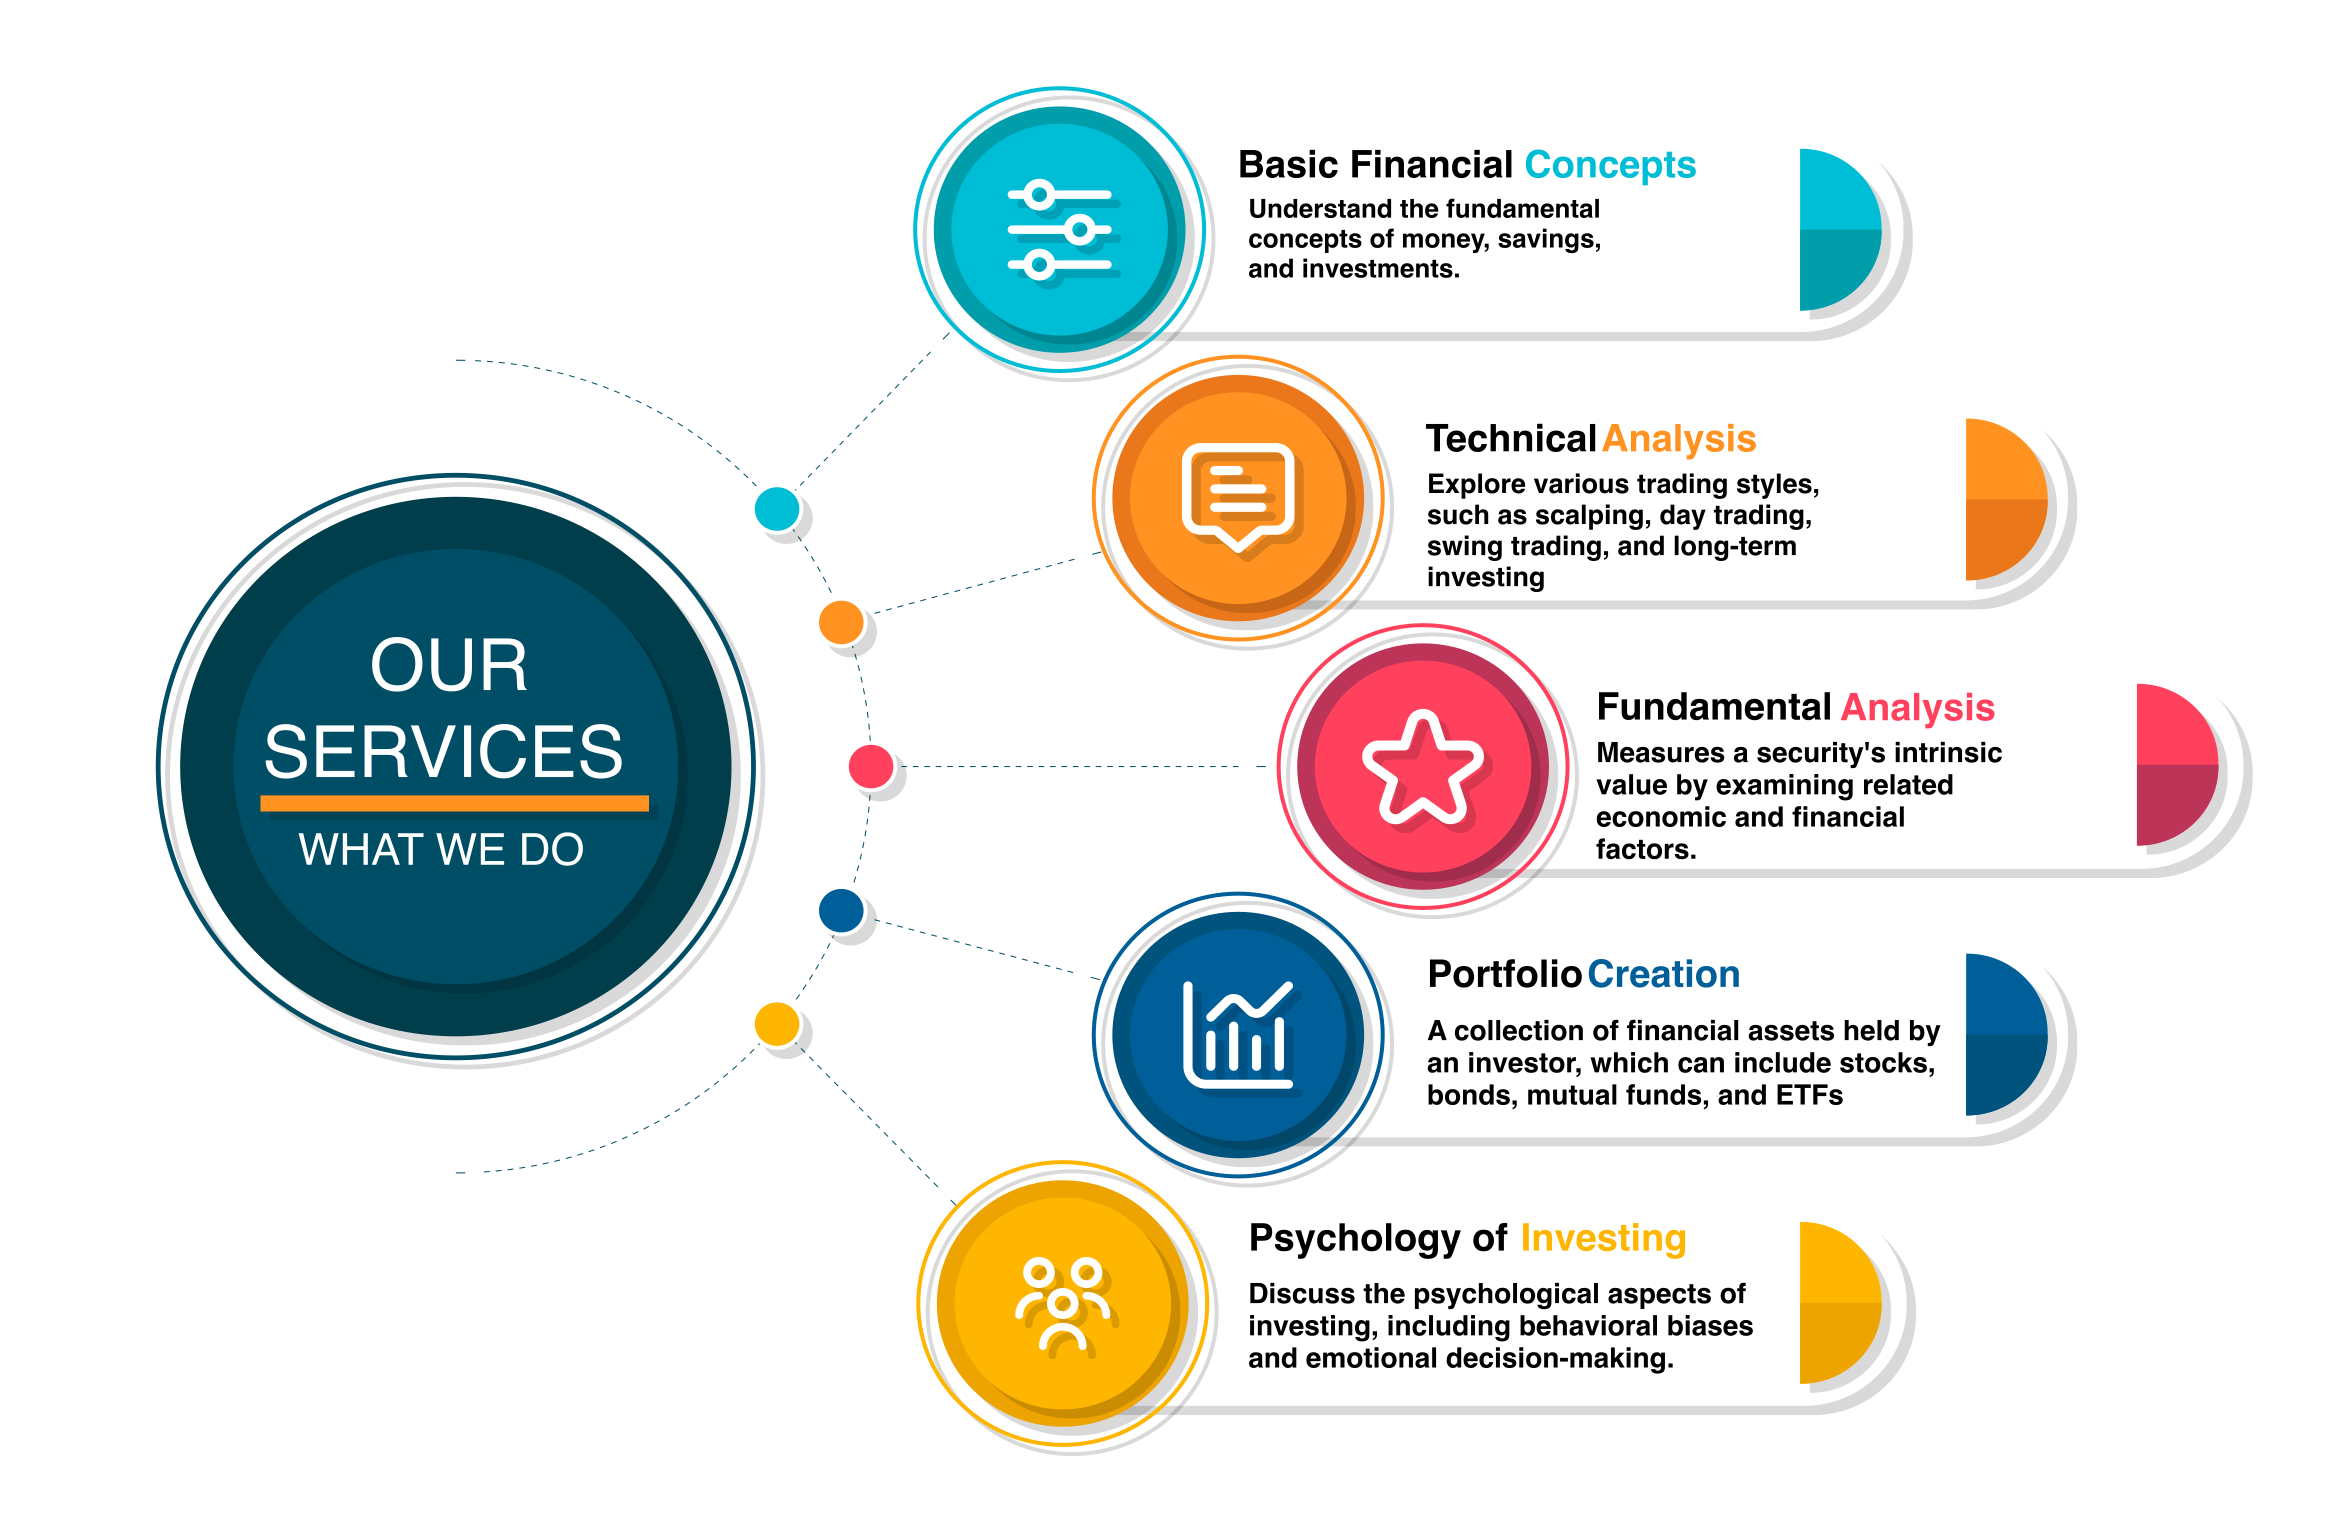 OUR
SERVICES
WHAT WE DO
Basic Financial Concepts
Understand the fundamental
concepts of money, savings,
and investments.
Technical Analysis
Explore various trading styles,
such as scalping, day trading,
swing trading, and long-term
investing
Fundamental Analysis
Measures a security's intrinsic
value by examining related
economic and financial
factors.
Portfolio Creation
A collection of financial assets held by
an investor, which can include stocks,
bonds, mutual funds, and ETFs
Psychology of Investing
Discuss the psychological aspects of
investing, including behavioral biases
and emotional decision-making.